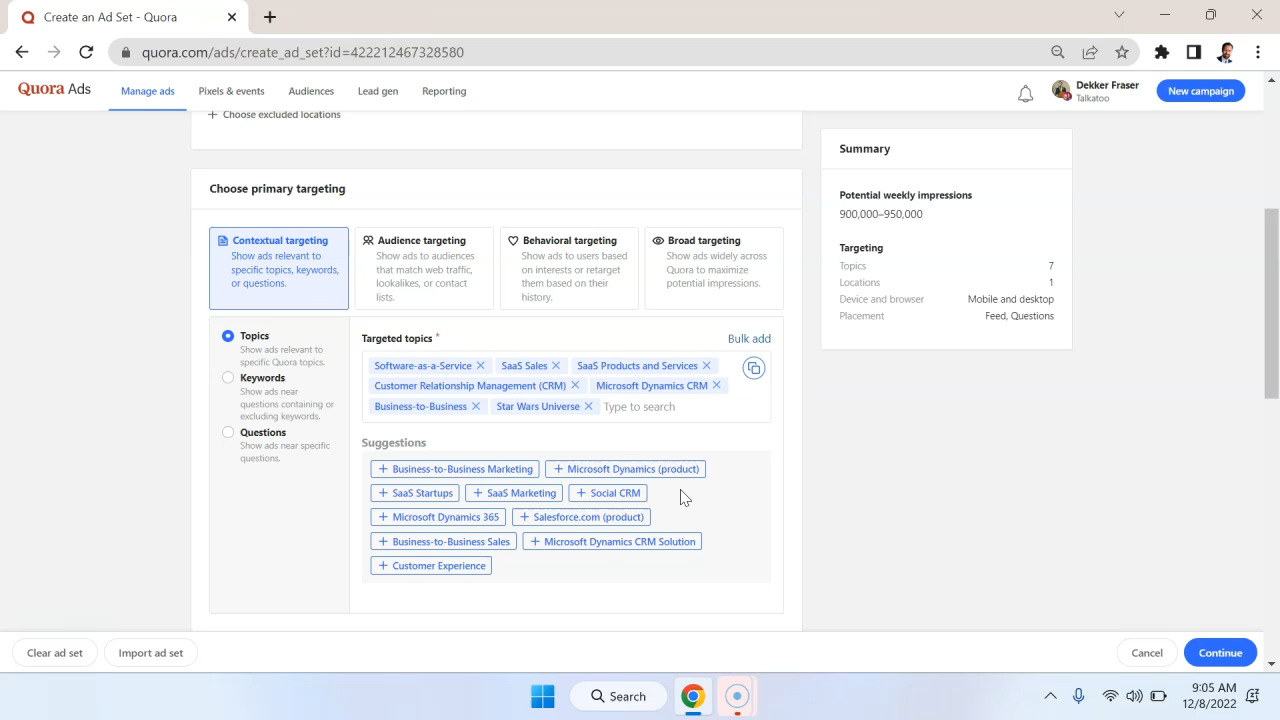 Create an Ad Set - Quora
quora.com/ads/create_ad_set?id=422212467328580
Quora Ads
Manage ads
Pixels & events
Audiences
Lead gen
Reporting
Dekker Fraser
Talkatoo
New campaign
Choose excluded locations
Choose primary targeting
Contextual targeting
Show ads relevant to
specific topics, keywords,
or questions.
Audience targeting
Show ads to audiences
that match web traffic,
lookalikes, or contact
lists.
Behavioral targeting
Show ads to users based
on interests or retarget
them based on their
history.
Broad targeting
Show ads widely across
Quora to maximize
potential impressions.
Topics
Show ads relevant to
specific Quora topics.
Keywords
Show ads near
questions containing or
excluding keywords.
Questions
Show ads near specific
questions.
Targeted topics *
Bulk add
Software-as-a-Service SaaS Sales SaaS Products and Services
Customer Relationship Management (CRM) Microsoft Dynamics CRM
Business-to-Business Star Wars Universe Type to search
Suggestions
Business-to-Business Marketing Microsoft Dynamics (product)
SaaS Startups SaaS Marketing Social CRM
Microsoft Dynamics 365 Salesforce.com (product)
Business-to-Business Sales Microsoft Dynamics CRM Solution
Customer Experience
Summary
Potential weekly impressions
900,000–950,000
Targeting
Topics 7
Locations 1
Device and browser Mobile and desktop
Placement Feed, Questions
Clear ad set
Import ad set
Cancel
Continue
Search
9:05 AM
12/8/2022